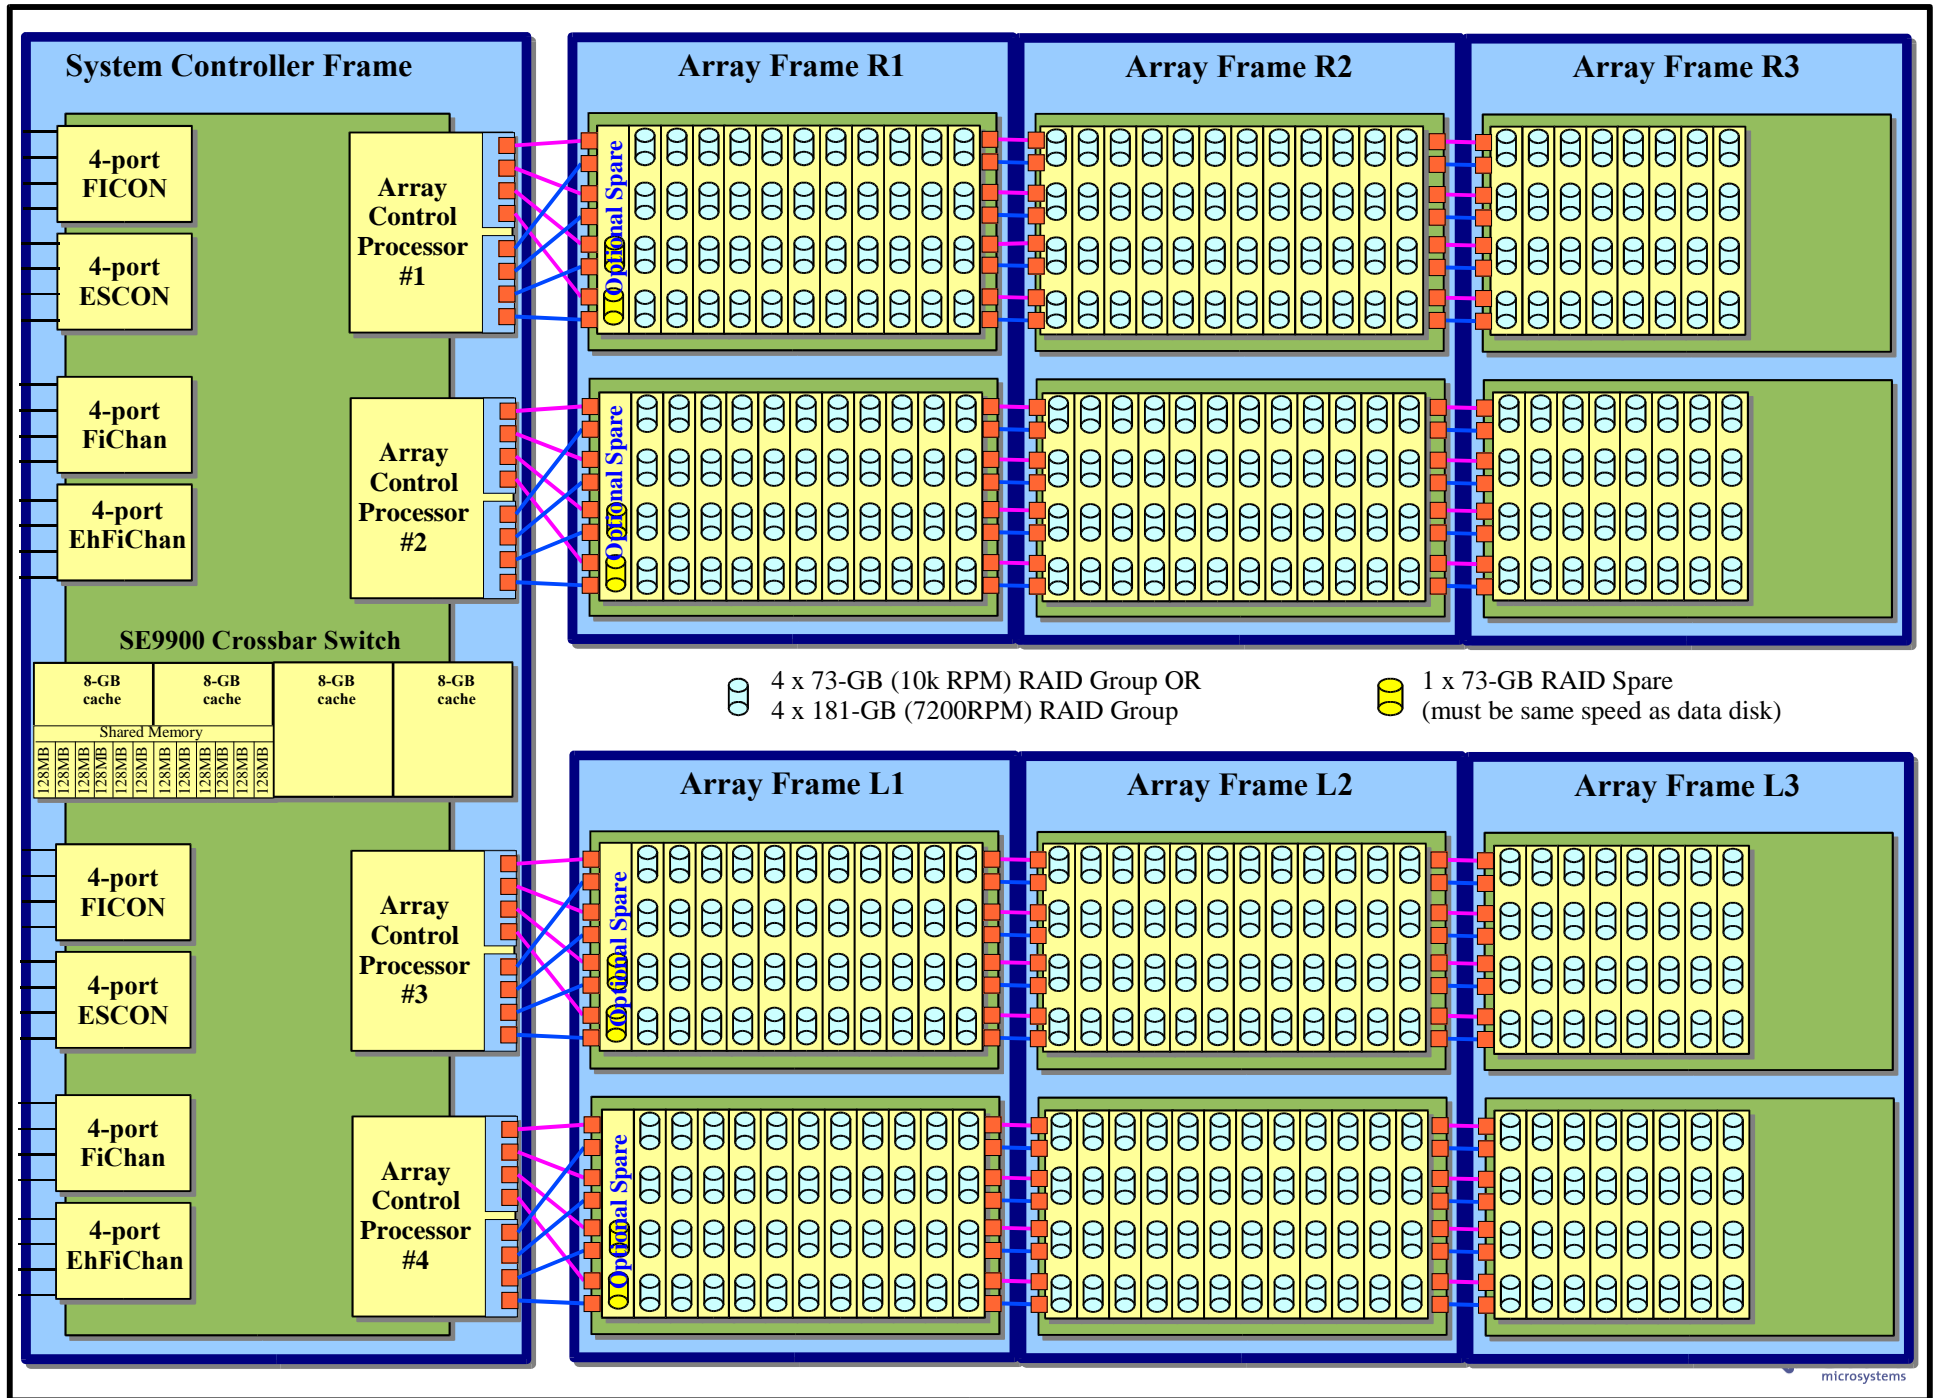 System Controller Frame
4-port
FICON
4-port
ESCON
Array
Control
Processor
#1
4-port
FiChan
4-port
EhFiChan
Array
Control
Processor
#2
SE9900 Crossbar Switch
8-GB
cache
8-GB
cache
8-GB
cache
8-GB
cache
Shared Memory
128MB
128MB
128MB
128MB
128MB
128MB
128MB
128MB
128MB
128MB
128MB
128MB
4-port
FICON
4-port
ESCON
Array
Control
Processor
#3
4-port
FiChan
4-port
EhFiChan
Array
Control
Processor
#4
Array Frame R1
Array Frame R2
Array Frame R3
Optional Spare
Optional Spare
4 x 73-GB (10k RPM) RAID Group OR
4 x 181-GB (7200RPM) RAID Group
1 x 73-GB RAID Spare
(must be same speed as data disk)
Array Frame L1
Array Frame L2
Array Frame L3
Optional Spare
Optional Spare
microsystems